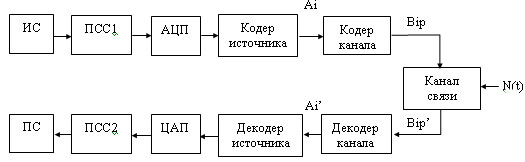 Ai
Bip
ИС
ПСС1
АЦП
Кодер
источника
Кодер
канала
Канал
связи
N(t)
Ai’
Bip’
ПС
ПСС2
ЦАП
Декодер
источника
Декодер
канала